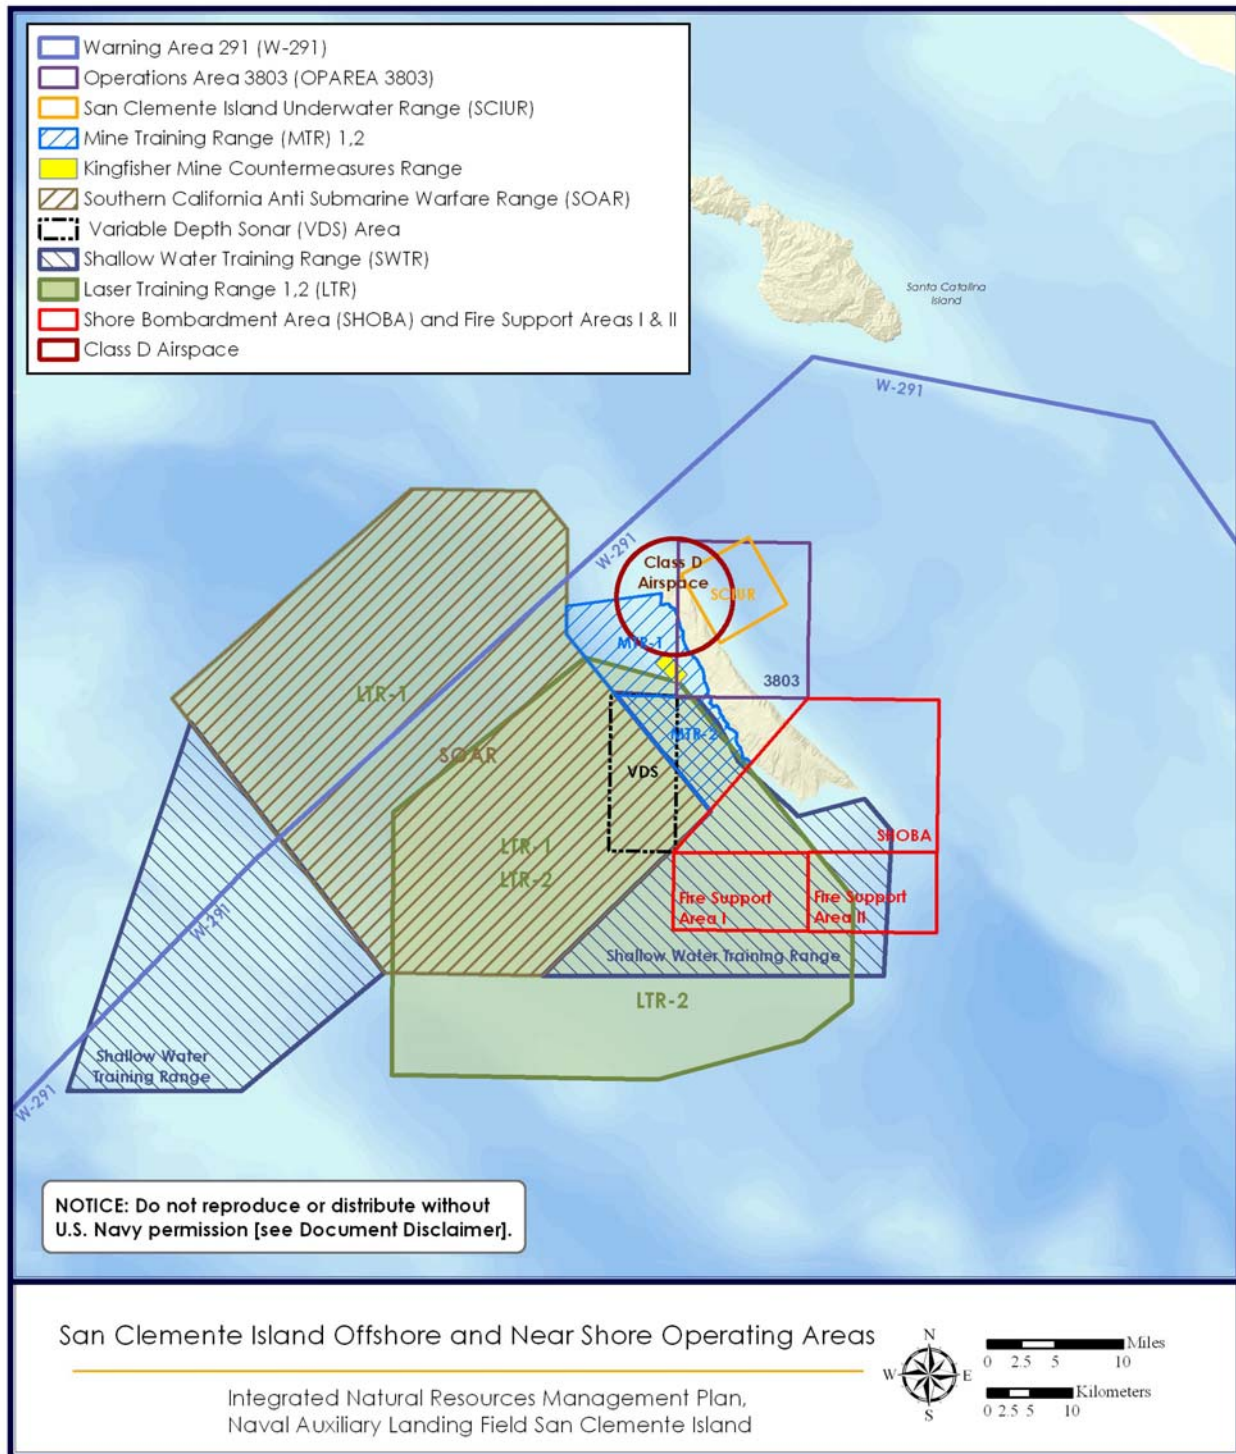 Warning Area 291 (W-291)
Operations Area 3803 (OPAREA 3803)
San Clemente Island Underwater Range (SCIUR)
Mine Training Range (MTR) 1,2
Kingfisher Mine Countermeasures Range
Southern California Anti Submarine Warfare Range (SOAR)
Variable Depth Sonar (VDS) Area
Shallow Water Training Range (SWTR)
Laser Training Range 1,2 (LTR)
Shore Bombardment Area (SHOBA) and Fire Support Areas I & II
Class D Airspace
Santa Catalina
Island
W-291
W-291
Class D
Airspace
SCIUR
MTR-1
3803
LTR-1
SOAR
MTR-2
VDS
SHOBA
LTR-1
LTR-2
Fire Support
Area I
Fire Support
Area II
W-291
Shallow Water Training Range
LTR-2
Shallow Water
Training Range
W-291
NOTICE: Do not reproduce or distribute without
U.S. Navy permission [see Document Disclaimer].
San Clemente Island Offshore and Near Shore Operating Areas
Integrated Natural Resources Management Plan,
Naval Auxiliary Landing Field San Clemente Island
N
W E
S
Miles
0 2.5 5 10
Kilometers
0 2.5 5 10